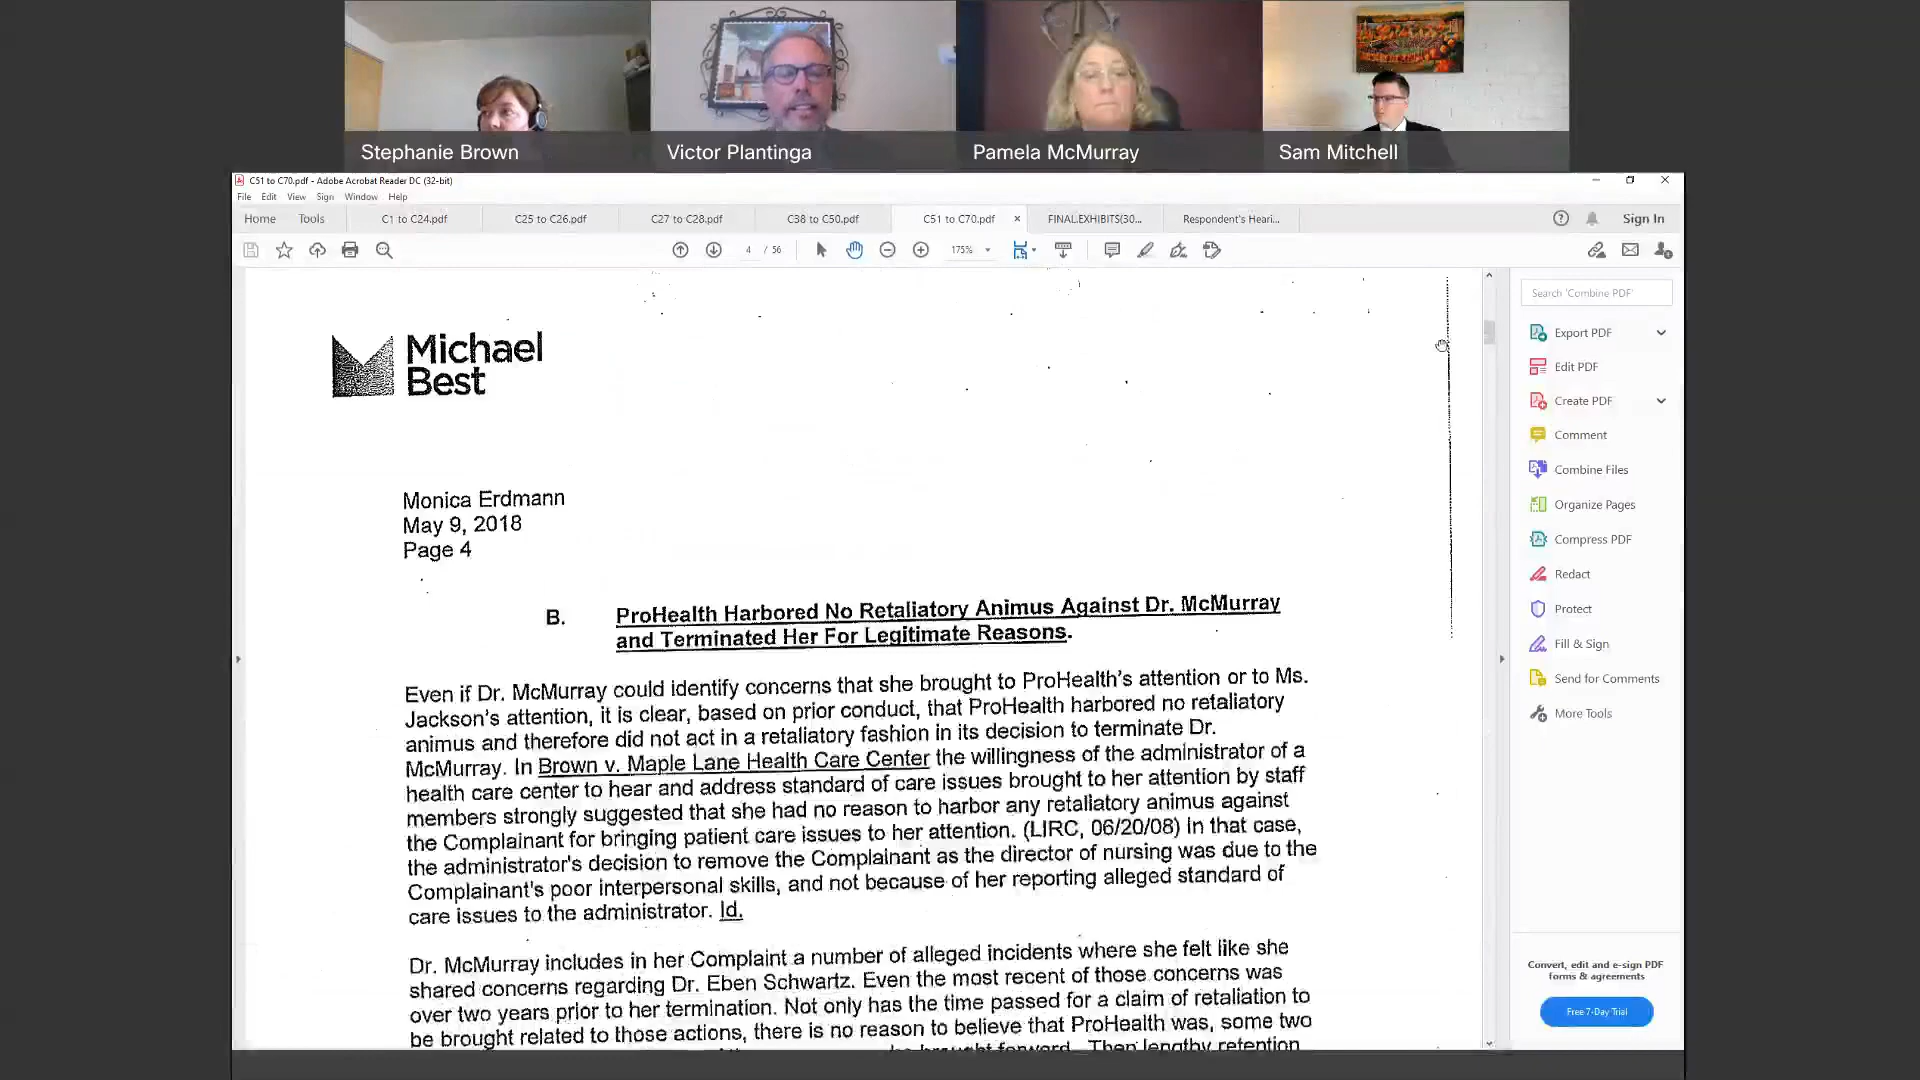 Stephanie Brown
Victor Plantinga
Pamela McMurray
Sam Mitchell
C51 to C70.pdf - Adobe Acrobat Reader DC (32-bit)
File Edit View Sign Window Help
Home Tools C1 to C24.pdf C25 to C26.pdf C27 to C28.pdf C38 to C50.pdf C51 to C70.pdf × FINAL.EXHIBITS(30... Respondent's Heari... Sign In
4 / 56 175%
Search 'Combine PDF'
Export PDF
Edit PDF
Create PDF
Comment
Combine Files
Organize Pages
Compress PDF
Redact
Protect
Fill & Sign
Send for Comments
More Tools
Convert, edit and e-sign PDF
forms & agreements
Free 7-Day Trial
Michael
Best
Monica Erdmann
May 9, 2018
Page 4
B. ProHealth Harbored No Retaliatory Animus Against Dr. McMurray
and Terminated Her For Legitimate Reasons.
Even if Dr. McMurray could identify concerns that she brought to ProHealth's attention or to Ms.
Jackson's attention, it is clear, based on prior conduct, that ProHealth harbored no retaliatory
animus and therefore did not act in a retaliatory fashion in its decision to terminate Dr.
McMurray. In Brown v. Maple Lane Health Care Center the willingness of the administrator of a
health care center to hear and address standard of care issues brought to her attention by staff
members strongly suggested that she had no reason to harbor any retaliatory animus against
the Complainant for bringing patient care issues to her attention. (LIRC, 06/20/08) In that case,
the administrator's decision to remove the Complainant as the director of nursing was due to the
Complainant's poor interpersonal skills, and not because of her reporting alleged standard of
care issues to the administrator. Id.
Dr. McMurray includes in her Complaint a number of alleged incidents where she felt like she
shared concerns regarding Dr. Eben Schwartz. Even the most recent of those concerns was
over two years prior to her termination. Not only has the time passed for a claim of retaliation to
be brought related to those actions, there is no reason to believe that ProHealth was, some two
brought forward. Then lengthy retention